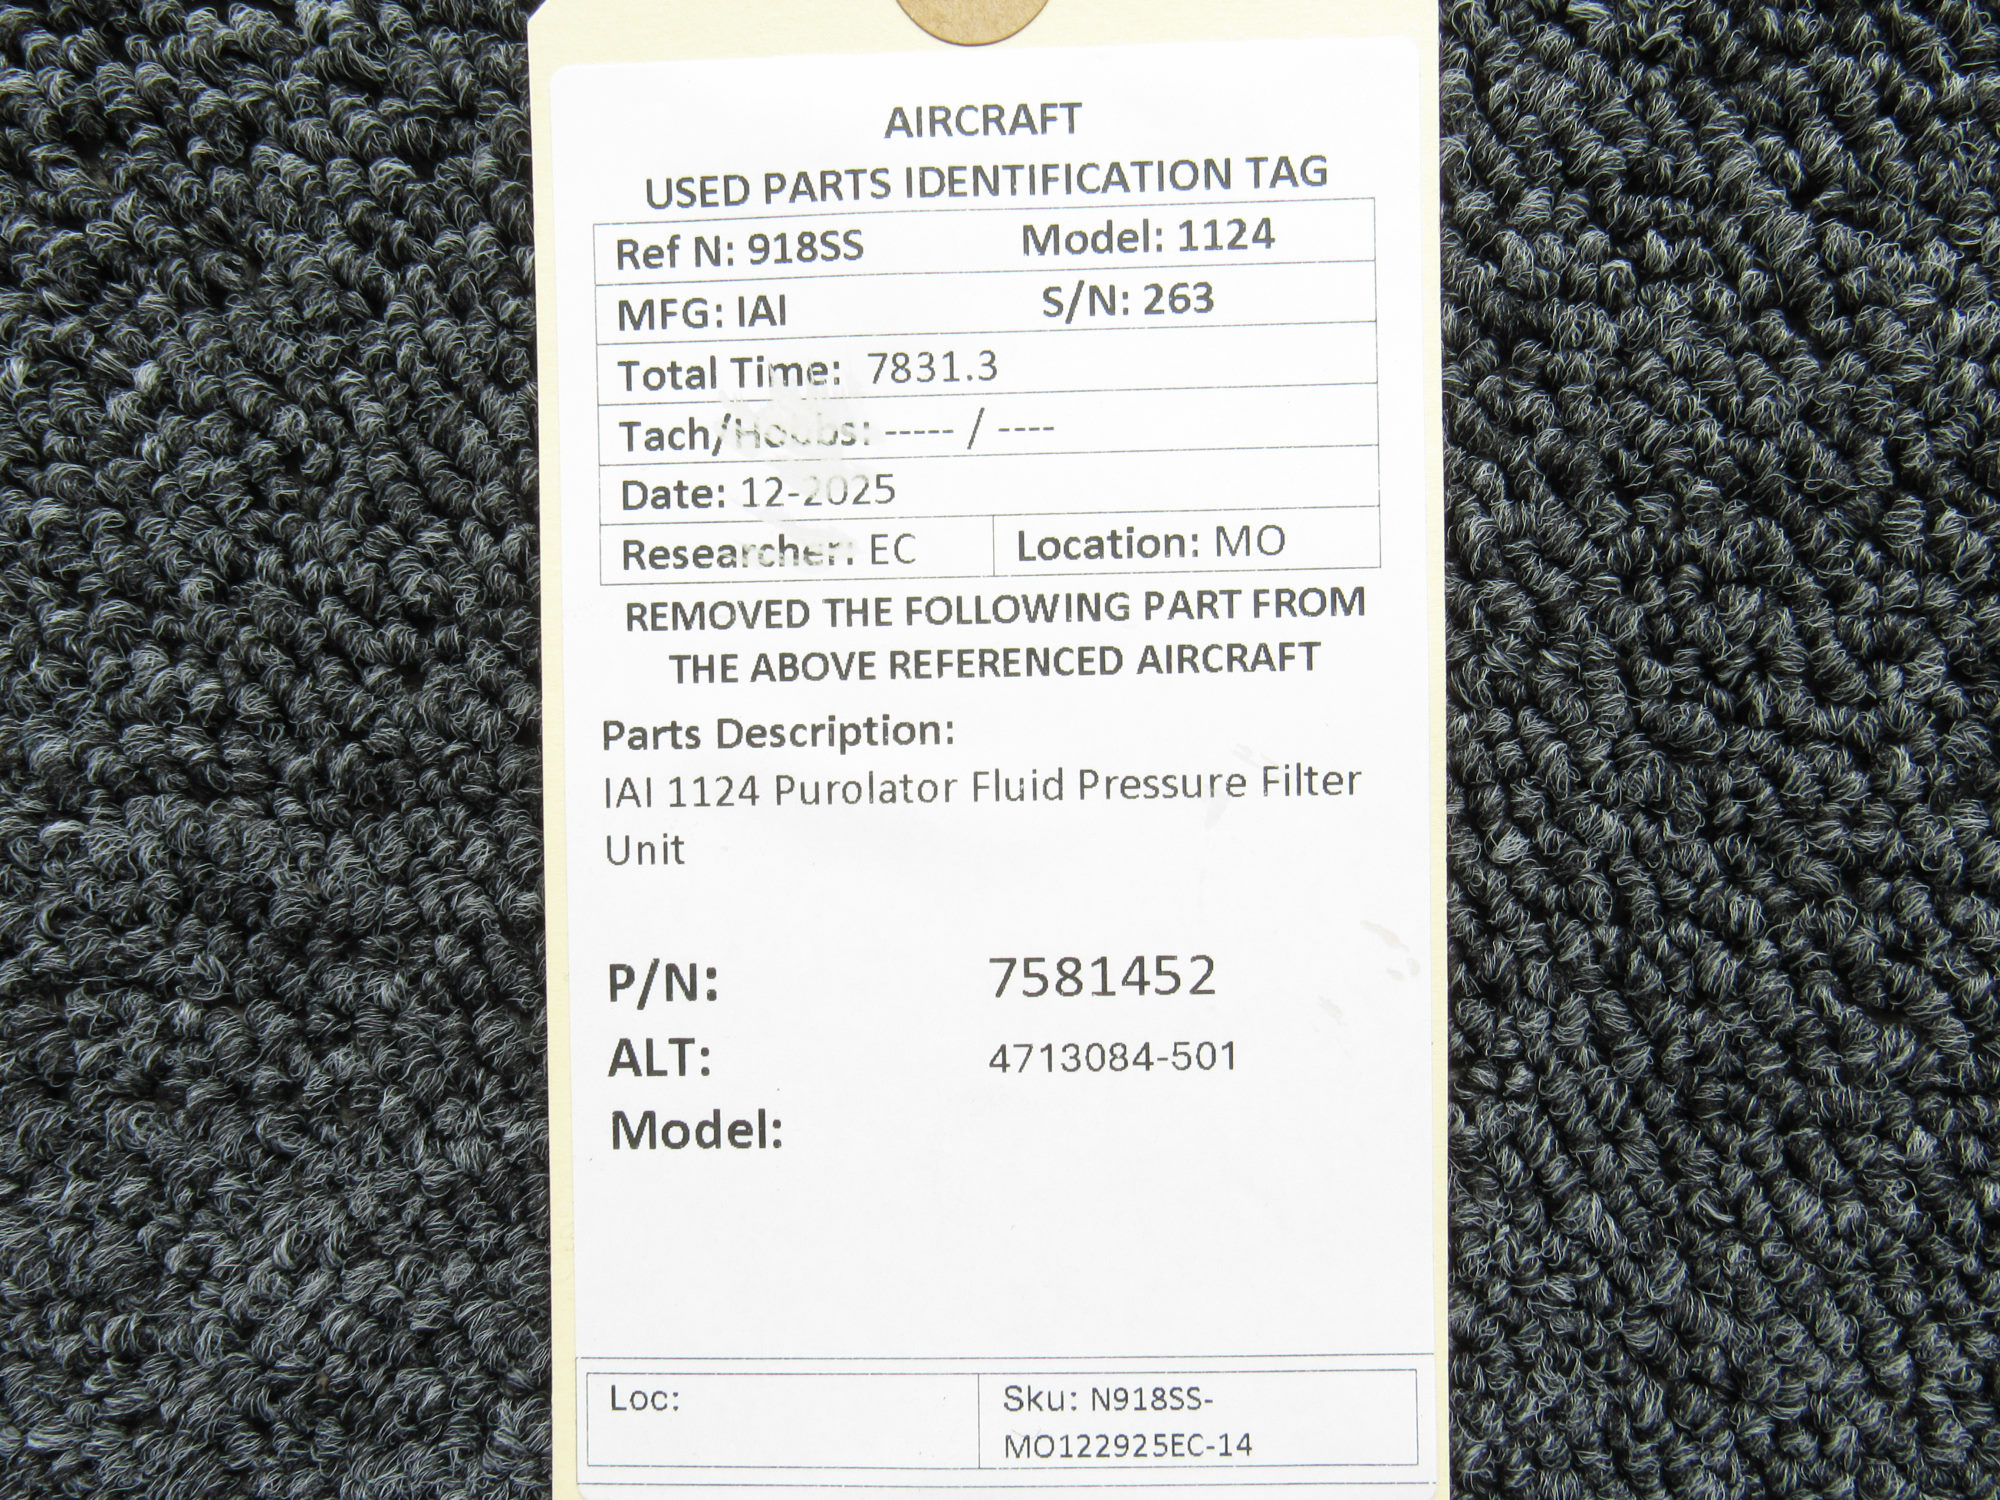 AIRCRAFT
USED PARTS IDENTIFICATION TAG
Ref N: 918SS Model: 1124
MFG: IAI S/N: 263
Total Time: 7831.3
Tach/Hobbs: ----- / ----
Date: 12-2025
Researcher: EC Location: MO
REMOVED THE FOLLOWING PART FROM
THE ABOVE REFERENCED AIRCRAFT
Parts Description:
IAI 1124 Purolator Fluid Pressure Filter
Unit
P/N: 7581452
ALT: 4713084-501
Model:
Loc: Sku: N918SS-
MO122925EC-14